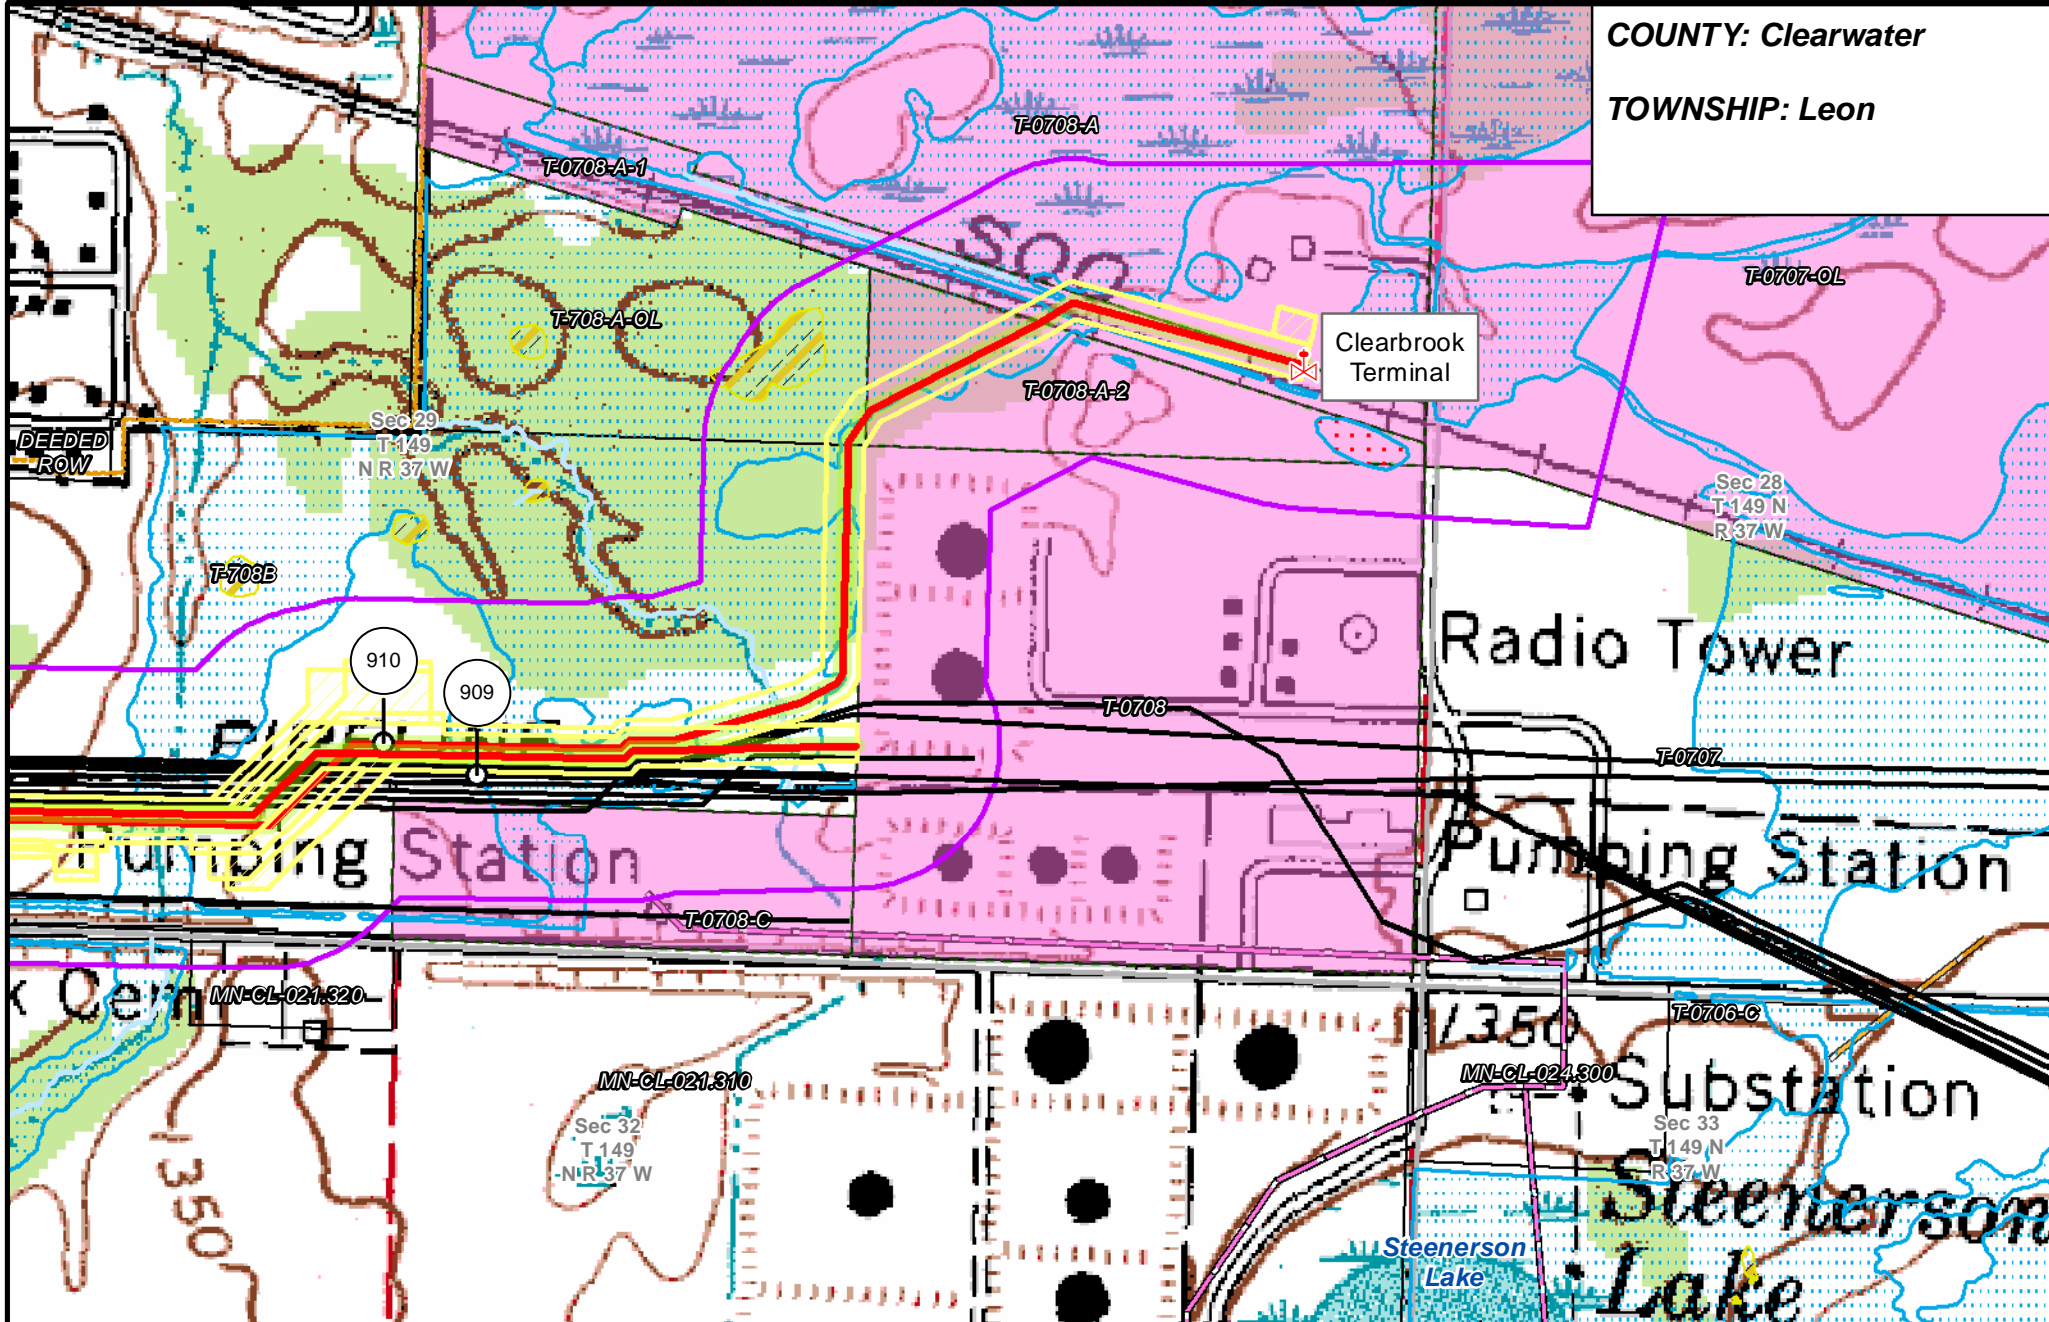 COUNTY: Clearwater
TOWNSHIP: Leon
T-0708-A
T-0708-A-1
SOO
T-0707-OL
T-708-A-OL
Clearbrook
Terminal
T-0708-A-2
Sec 29
T 149
N R 37 W
DEEDED
ROW
Sec 28
T 149 N
R 37 W
T-708B
Radio Tower
910
909
T-0708
T-0707
Pumping Station
Pumping Station
T-0708-C
MN-CL-021.320
T-0706-C
1350
MN-CL-021.310
MN-CL-024.300
Substation
Sec 32
T 149
N R 37 W
Sec 33
T 149 N
R 37 W
1350
Steenerson
Lake
Steenerson
Lake